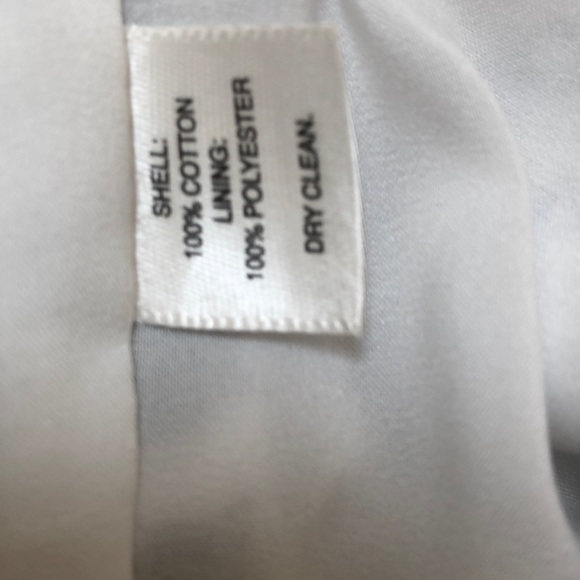 SHELL:
100% COTTON
LINING:
100% POLYESTER
DRY CLEAN.